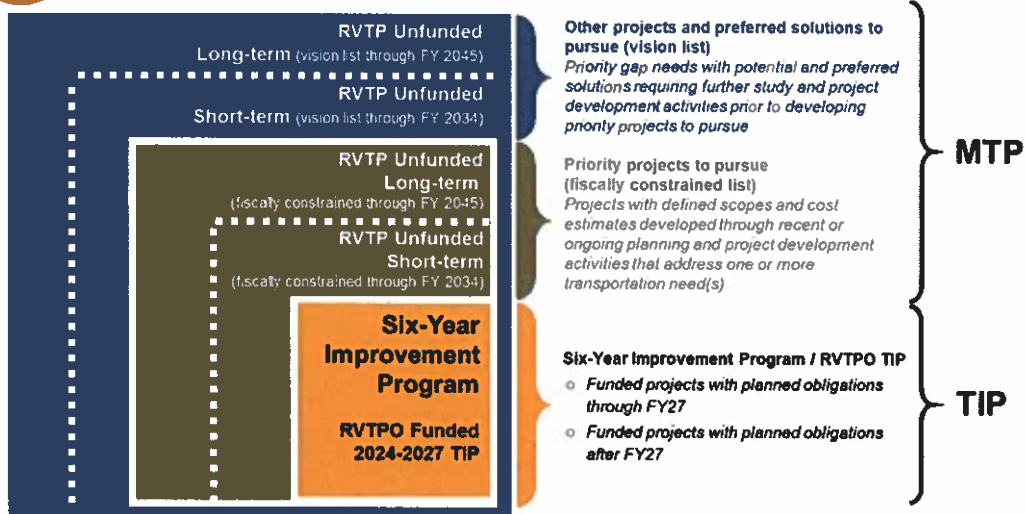 RVTP Unfunded
Long-term (vision list through FY 2045)
RVTP Unfunded
Short-term (vision list through FY 2034)
RVTP Unfunded
Long-term
(fiscally constrained through FY 2045)
RVTP Unfunded
Short-term
(fiscally constrained through FY 2034)
Six-Year
Improvement
Program
RVTPO Funded
2024-2027 TIP
Other projects and preferred solutions to
pursue (vision list)
Priority gap needs with potential and preferred
solutions requiring further study and project
development activities prior to developing
priority projects to pursue
Priority projects to pursue
(fiscally constrained list)
Projects with defined scopes and cost
estimates developed through recent or
ongoing planning and project development
activities that address one or more
transportation need(s)
Six-Year Improvement Program / RVTPO TIP
Funded projects with planned obligations
through FY27
Funded projects with planned obligations
after FY27
MTP
TIP